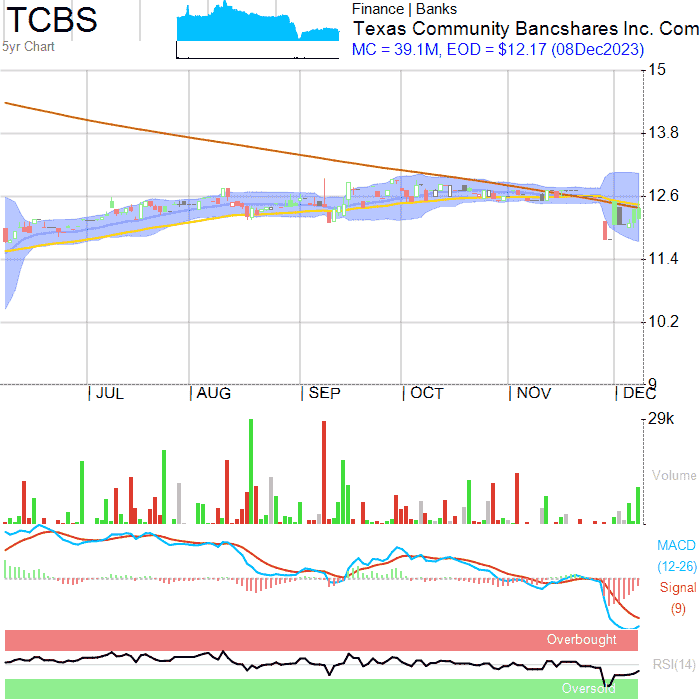 TCBS
5yr Chart
Finance | Banks
Texas Community Bancshares Inc. Com
MC = 39.1M, EOD = $12.17 (08Dec2023)
15
13.8
12.6
11.4
10.2
9
JUL AUG SEP OCT NOV DEC
29k
Volume
MACD
(12-26)
Signal
(9)
Overbought
RSI(14)
Oversold